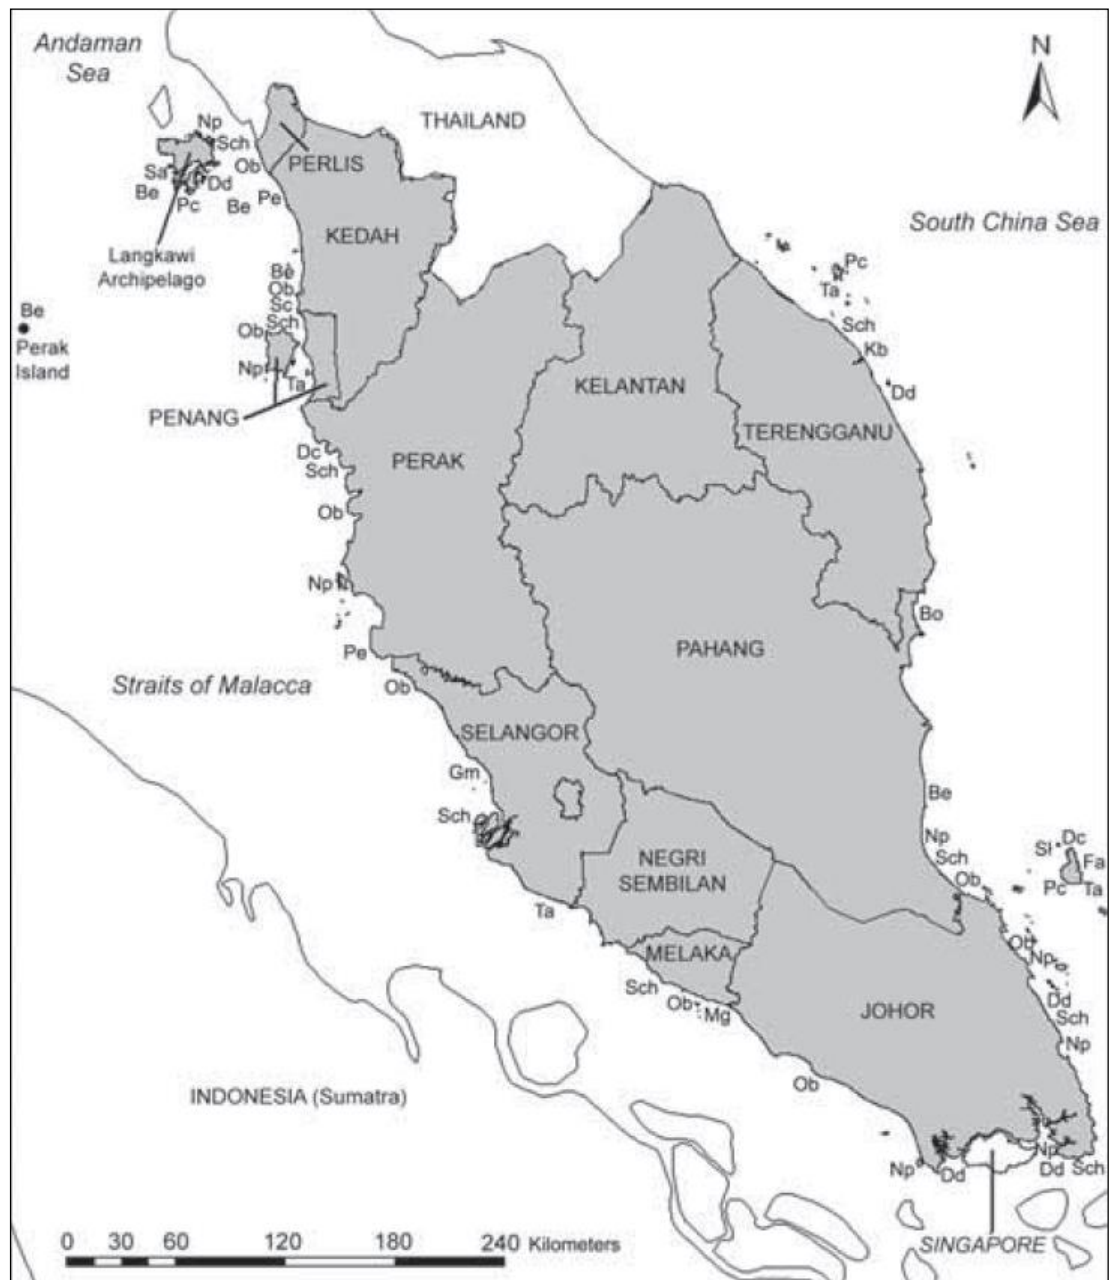 Andaman
Sea
N
THAILAND
Np
Sch
Ob
PERLIS
Sa
Dd
Be
Pc
Be
Pe
South China Sea
KEDAH
Langkawi
Archipelago
Pc
Be
Ta
Ob
Sc
Be
Sch
Sch
Ob
Perak
Island
Kb
Np
Ta
KELANTAN
Dd
PENANG
TERENGGANU
Dc
PERAK
Sch
Ob
Np
Bo
PAHANG
Pe
Straits of Malacca
Ob
SELANGOR
Gm
Be
Sch
Np
Dc
Sl
Sch
Fa
NEGRI
SEMBILAN
Ob
Pc
Ta
Ta
Ob
MELAKA
Np
Sch
Ob
Dd
Mg
JOHOR
Sch
Np
Ob
INDONESIA (Sumatra)
Np
Np
Dd
Dd
Sch
SINGAPORE
0 30 60 120 180 240 Kilometers